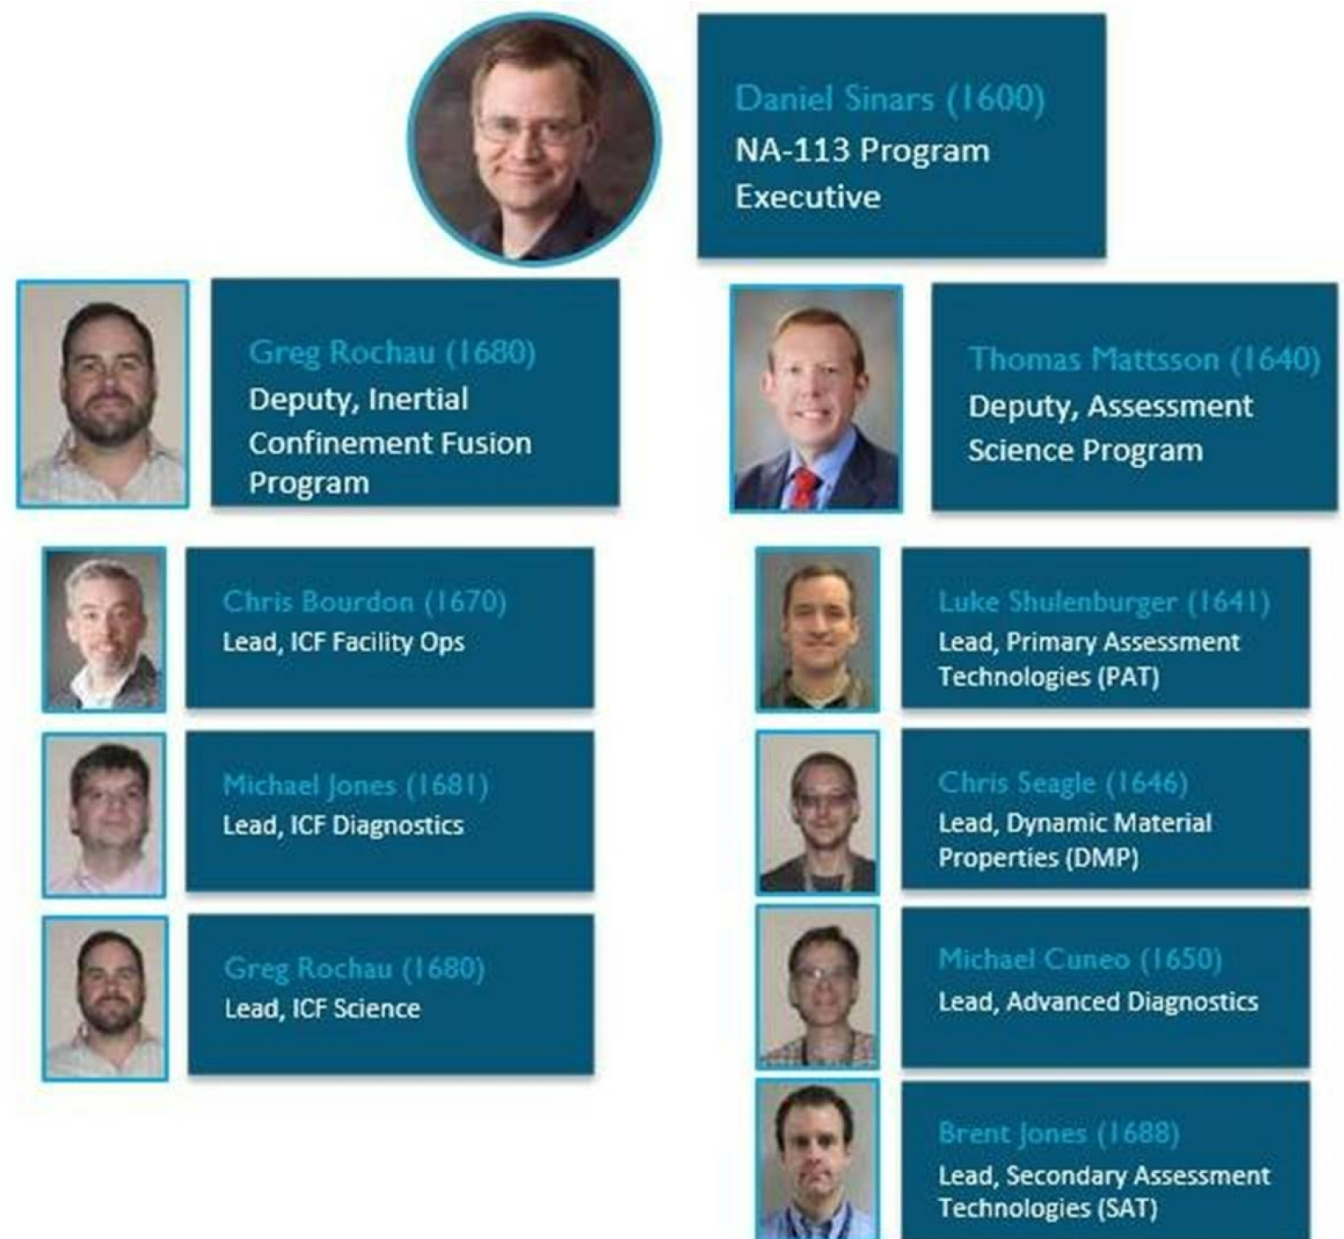 Daniel Sinars (1600)
NA-113 Program
Executive
Greg Rochau (1680)
Deputy, Inertial
Confinement Fusion
Program
Thomas Mattsson (1640)
Deputy, Assessment
Science Program
Chris Bourdon (1670)
Lead, ICF Facility Ops
Michael Jones (1681)
Lead, ICF Diagnostics
Greg Rochau (1680)
Lead, ICF Science
Luke Shulenburger (1641)
Lead, Primary Assessment
Technologies (PAT)
Chris Seagle (1646)
Lead, Dynamic Material
Properties (DMP)
Michael Cuneo (1650)
Lead, Advanced Diagnostics
Brent Jones (1688)
Lead, Secondary Assessment
Technologies (SAT)